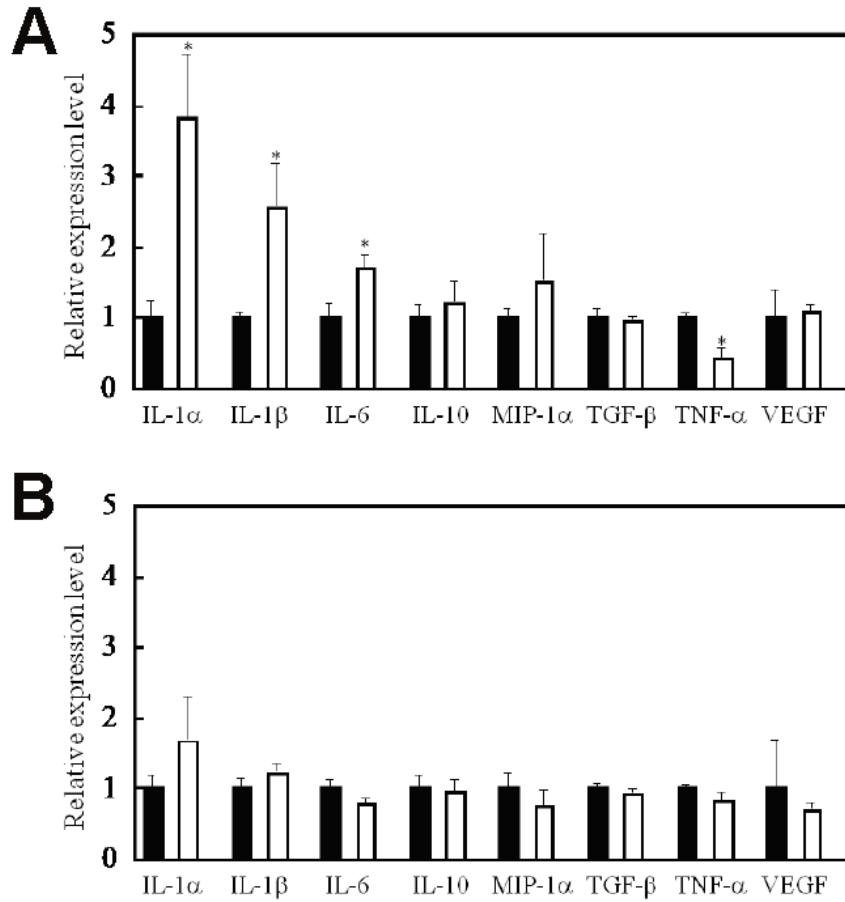 A
Relative expression level
5
4
3
2
1
0
*
*
*
*
IL-1α IL-1β IL-6 IL-10 MIP-1α TGF-β TNF-α VEGF
B
Relative expression level
5
4
3
2
1
0
IL-1α IL-1β IL-6 IL-10 MIP-1α TGF-β TNF-α VEGF